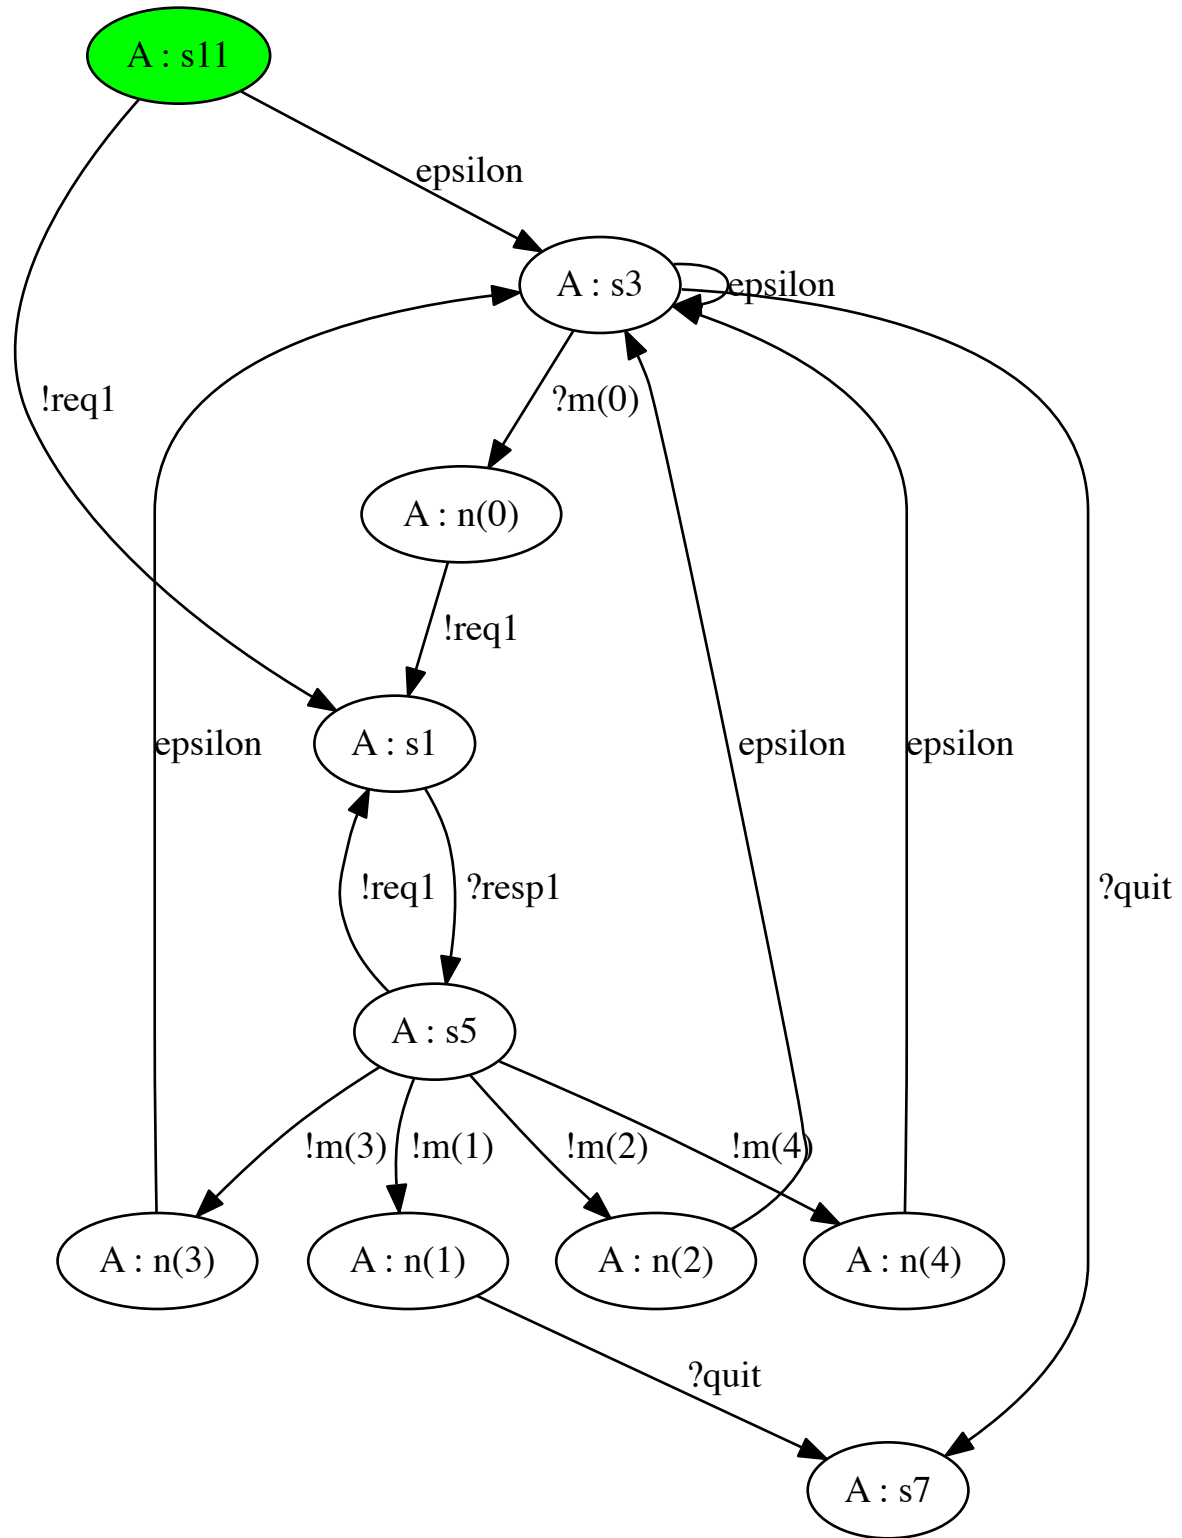 A : s11
epsilon
A : s3
epsilon
!req1
?m(0)
A : n(0)
!req1
A : s1
epsilon
epsilon
epsilon
!req1
?resp1
?quit
A : s5
!m(3)
!m(1)
!m(2)
!m(4)
A : n(3)
A : n(1)
A : n(2)
A : n(4)
?quit
A : s7